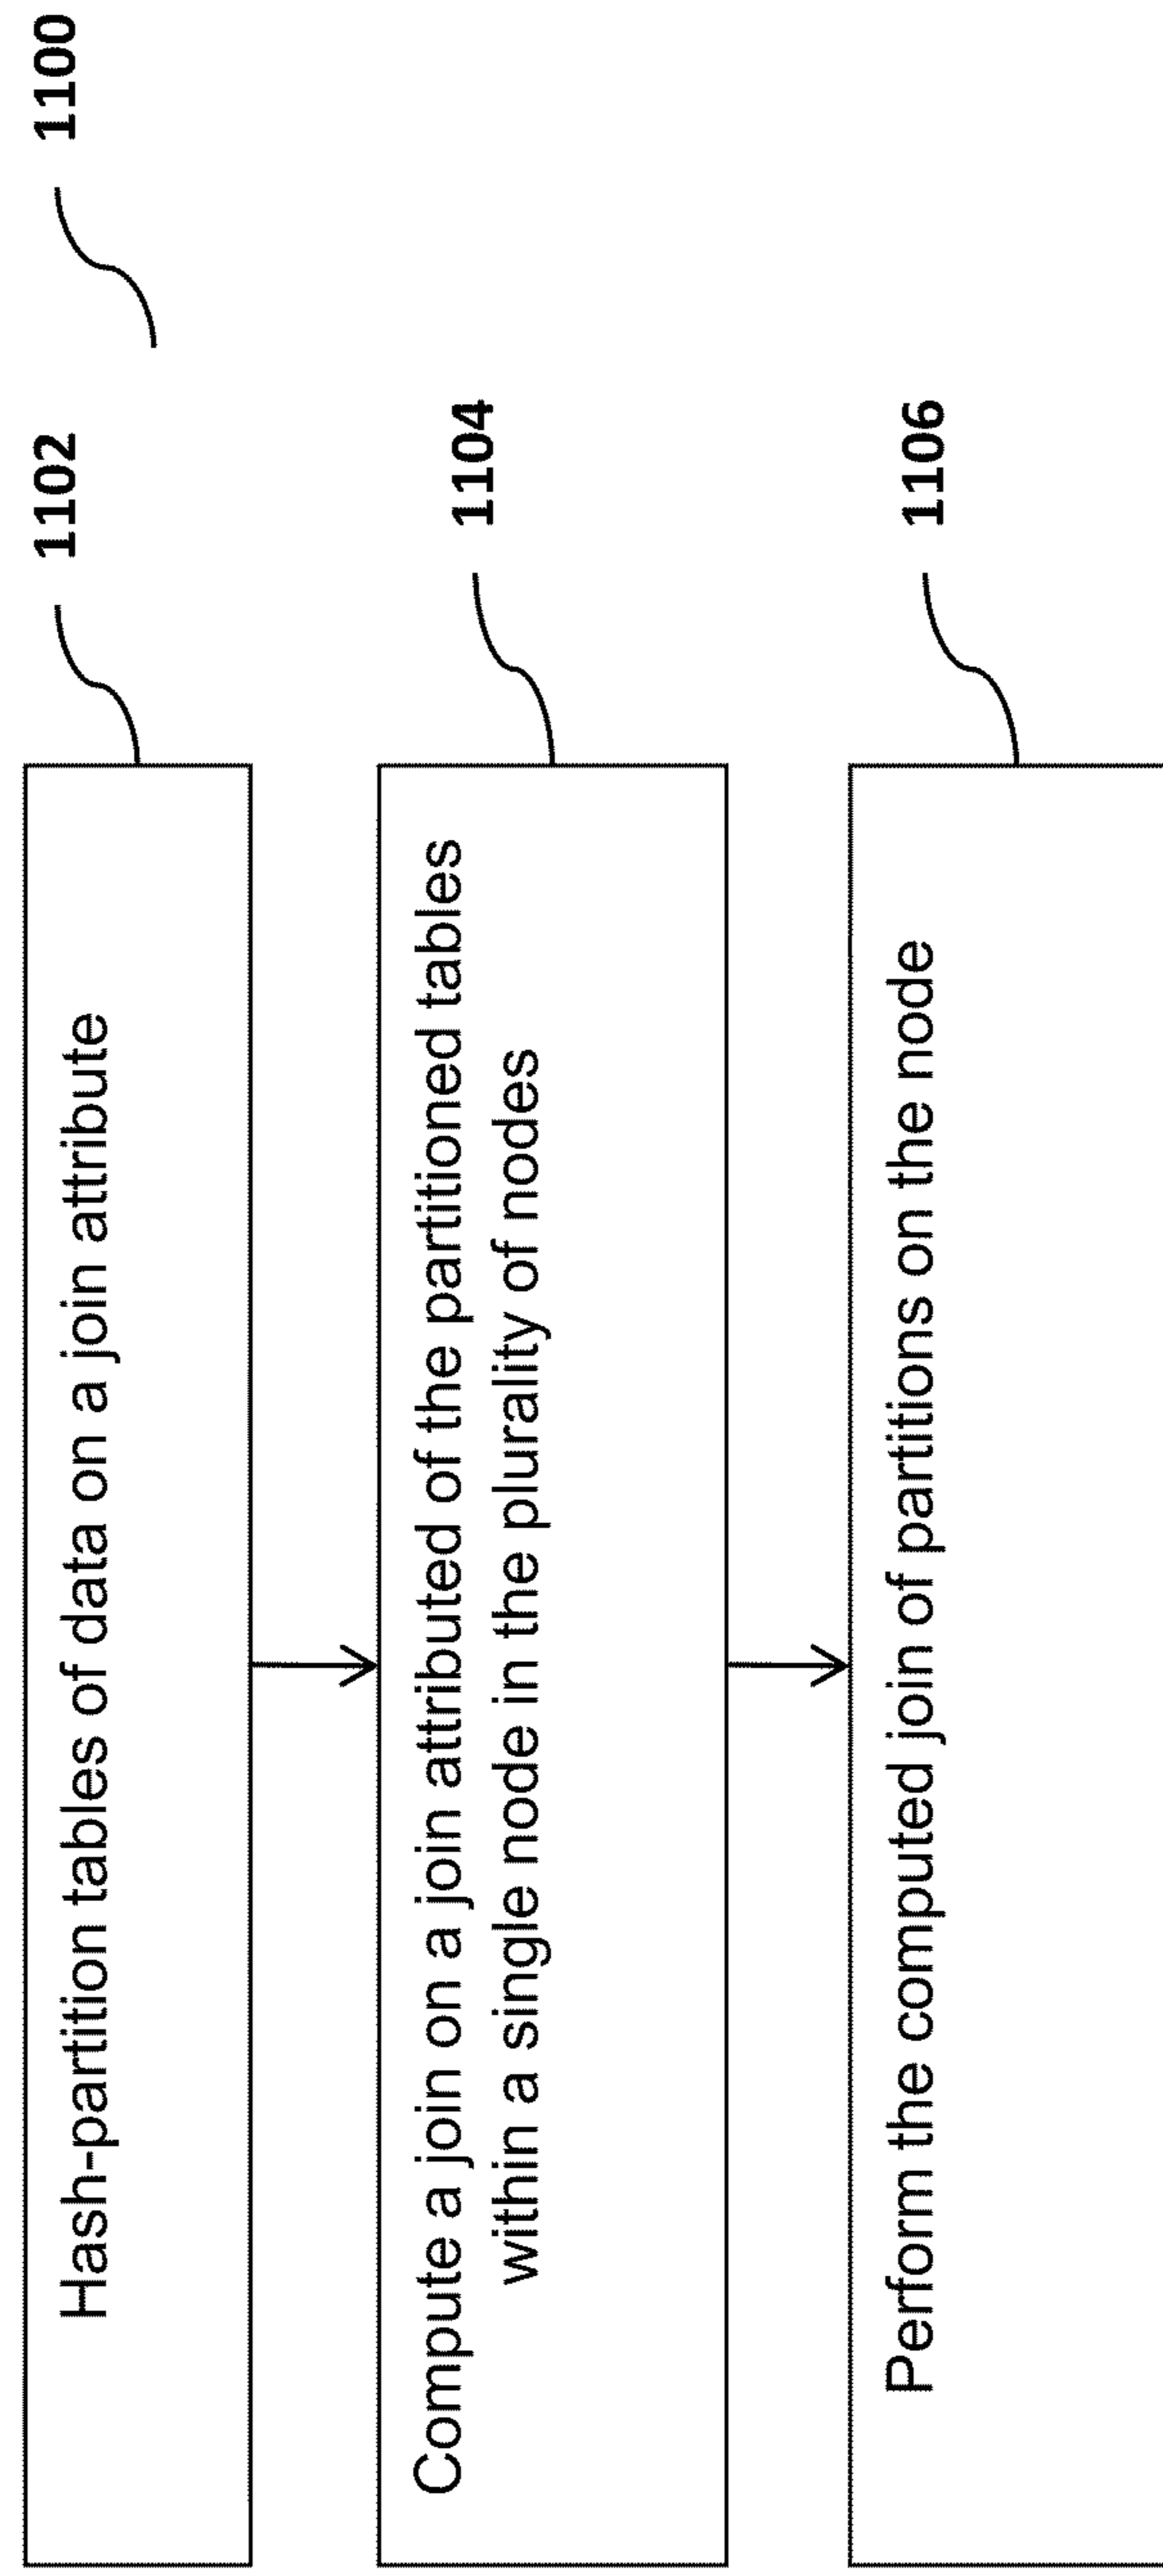 1100
1102
Hash-partition tables of data on a join attribute
1104
Compute a join on a join attributed of the partitioned tables
within a single node in the plurality of nodes
1106
Perform the computed join of partitions on the node